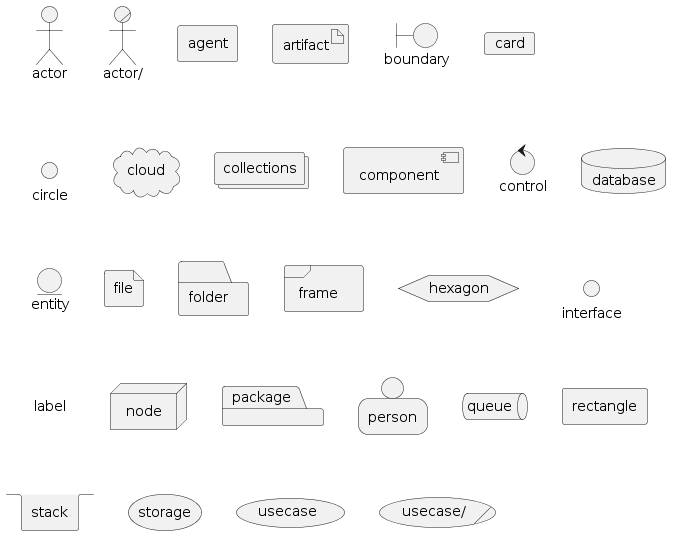 actor
actor/
agent
artifact
boundary
card
circle
cloud
collections
component
control
database
entity
file
folder
frame
hexagon
interface
label
node
package
person
queue
rectangle
stack
storage
usecase
usecase/